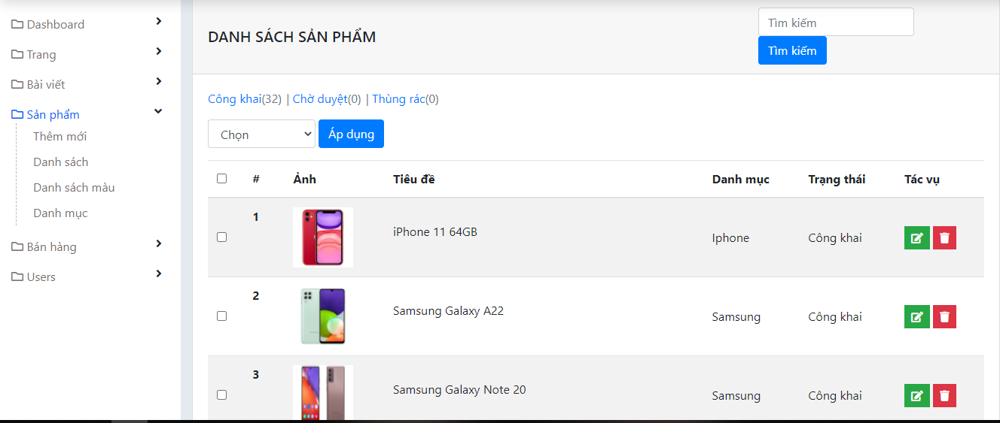 Dashboard
Trang
Bài viết
Sản phẩm
Thêm mới
Danh sách
Danh sách màu
Danh mục
Bán hàng
Users
DANH SÁCH SẢN PHẨM
Tìm kiếm
Tìm kiếm
Công khai(32) | Chờ duyệt(0) | Thùng rác(0)
Chọn Áp dụng
# Ảnh Tiêu đề Danh mục Trạng thái Tác vụ
1 iPhone 11 64GB Iphone Công khai
2 Samsung Galaxy A22 Samsung Công khai
3 Samsung Galaxy Note 20 Samsung Công khai